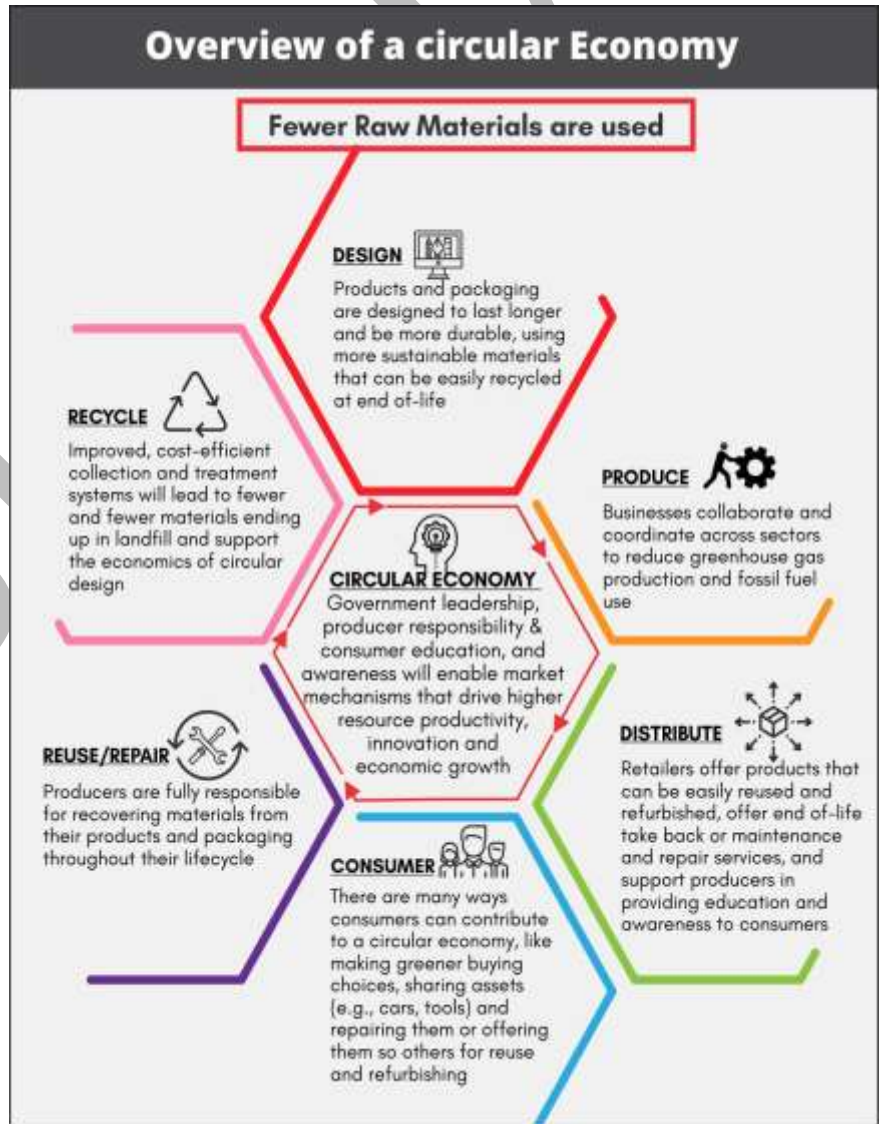 Overview of a circular Economy
Fewer Raw Materials are used
DESIGN
Products and packaging
are designed to last longer
and be more durable, using
more sustainable materials
that can be easily recycled
at end of-life
RECYCLE
Improved, cost-efficient
collection and treatment
systems will lead to fewer
and fewer materials ending
up in landfill and support
the economics of circular
design
PRODUCE
Businesses collaborate and
coordinate across sectors
to reduce greenhouse gas
production and fossil fuel
use
CIRCULAR ECONOMY
Government leadership,
producer responsibility &
consumer education, and
awareness will enable market
mechanisms that drive higher
resource productivity,
innovation and
economic growth
DISTRIBUTE
Retailers offer products that
can be easily reused and
refurbished, offer end of-life
take back or maintenance
and repair services, and
support producers in
providing education and
awareness to consumers
REUSE/REPAIR
Producers are fully responsible
for recovering materials from
their products and packaging
throughout their lifecycle
CONSUMER
There are many ways
consumers can contribute
to a circular economy, like
making greener buying
choices, sharing assets
(e.g., cars, tools) and
repairing them or offering
them so others for reuse
and refurbishing